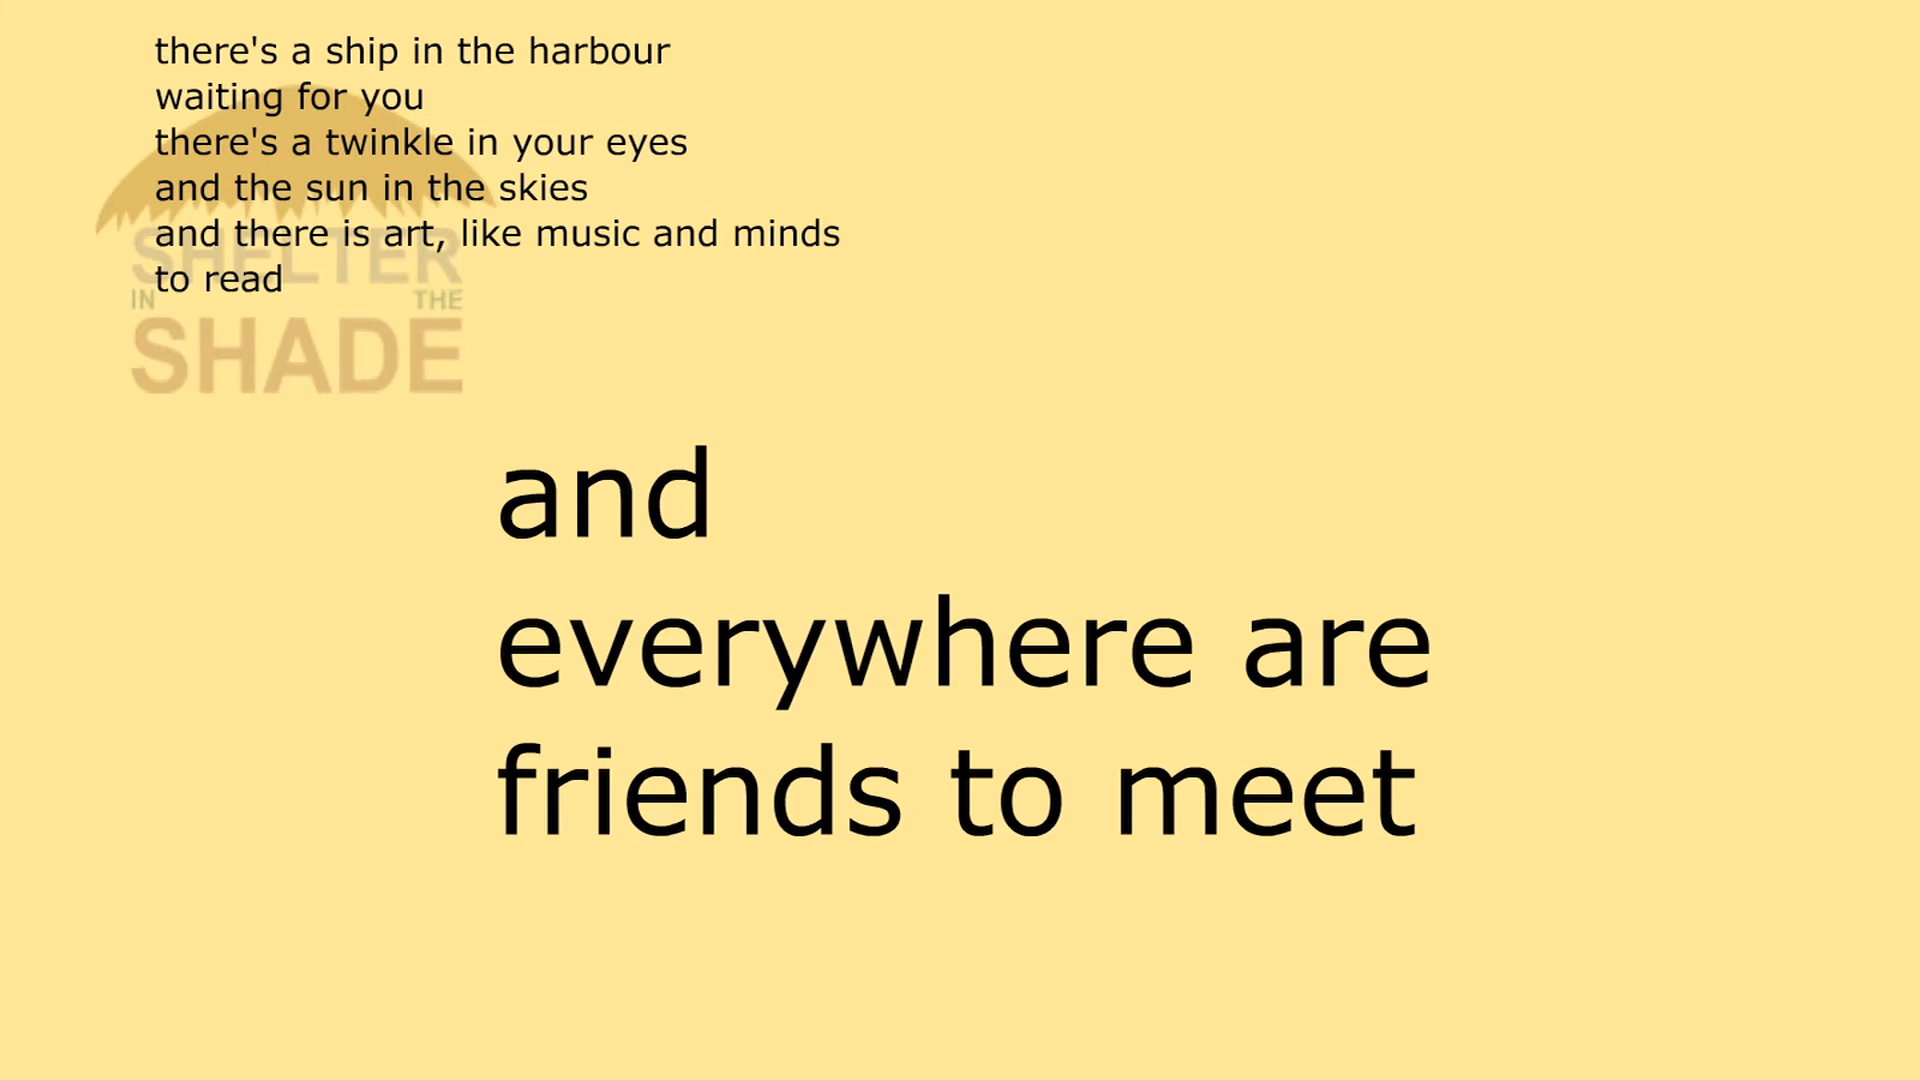 there's a ship in the harbour
waiting for you
there's a twinkle in your eyes
and the sun in the skies
and there is art, like music and minds
to read
SHELTER
IN THE
SHADE
and
everywhere are
friends to meet